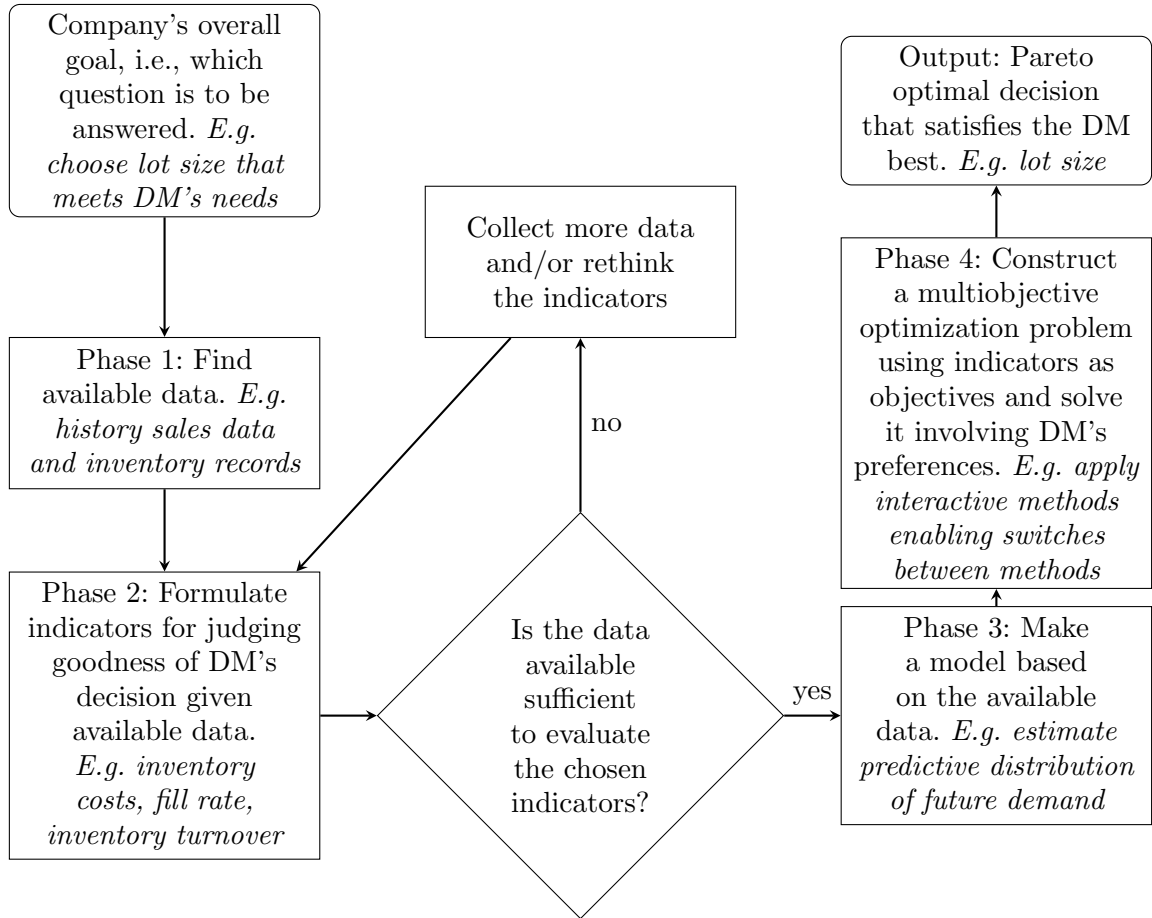 Company's overall
goal, i.e., which
question is to be
answered. E.g.
choose lot size that
meets DM's needs
Phase 1: Find
available data. E.g.
history sales data
and inventory records
Phase 2: Formulate
indicators for judging
goodness of DM's
decision given
available data.
E.g. inventory
costs, fill rate,
inventory turnover
Collect more data
and/or rethink
the indicators
no
Is the data
available
sufficient
to evaluate
the chosen
indicators?
yes
Output: Pareto
optimal decision
that satisfies the DM
best. E.g. lot size
Phase 4: Construct
a multiobjective
optimization problem
using indicators as
objectives and solve
it involving DM's
preferences. E.g. apply
interactive methods
enabling switches
between methods
Phase 3: Make
a model based
on the available
data. E.g. estimate
predictive distribution
of future demand